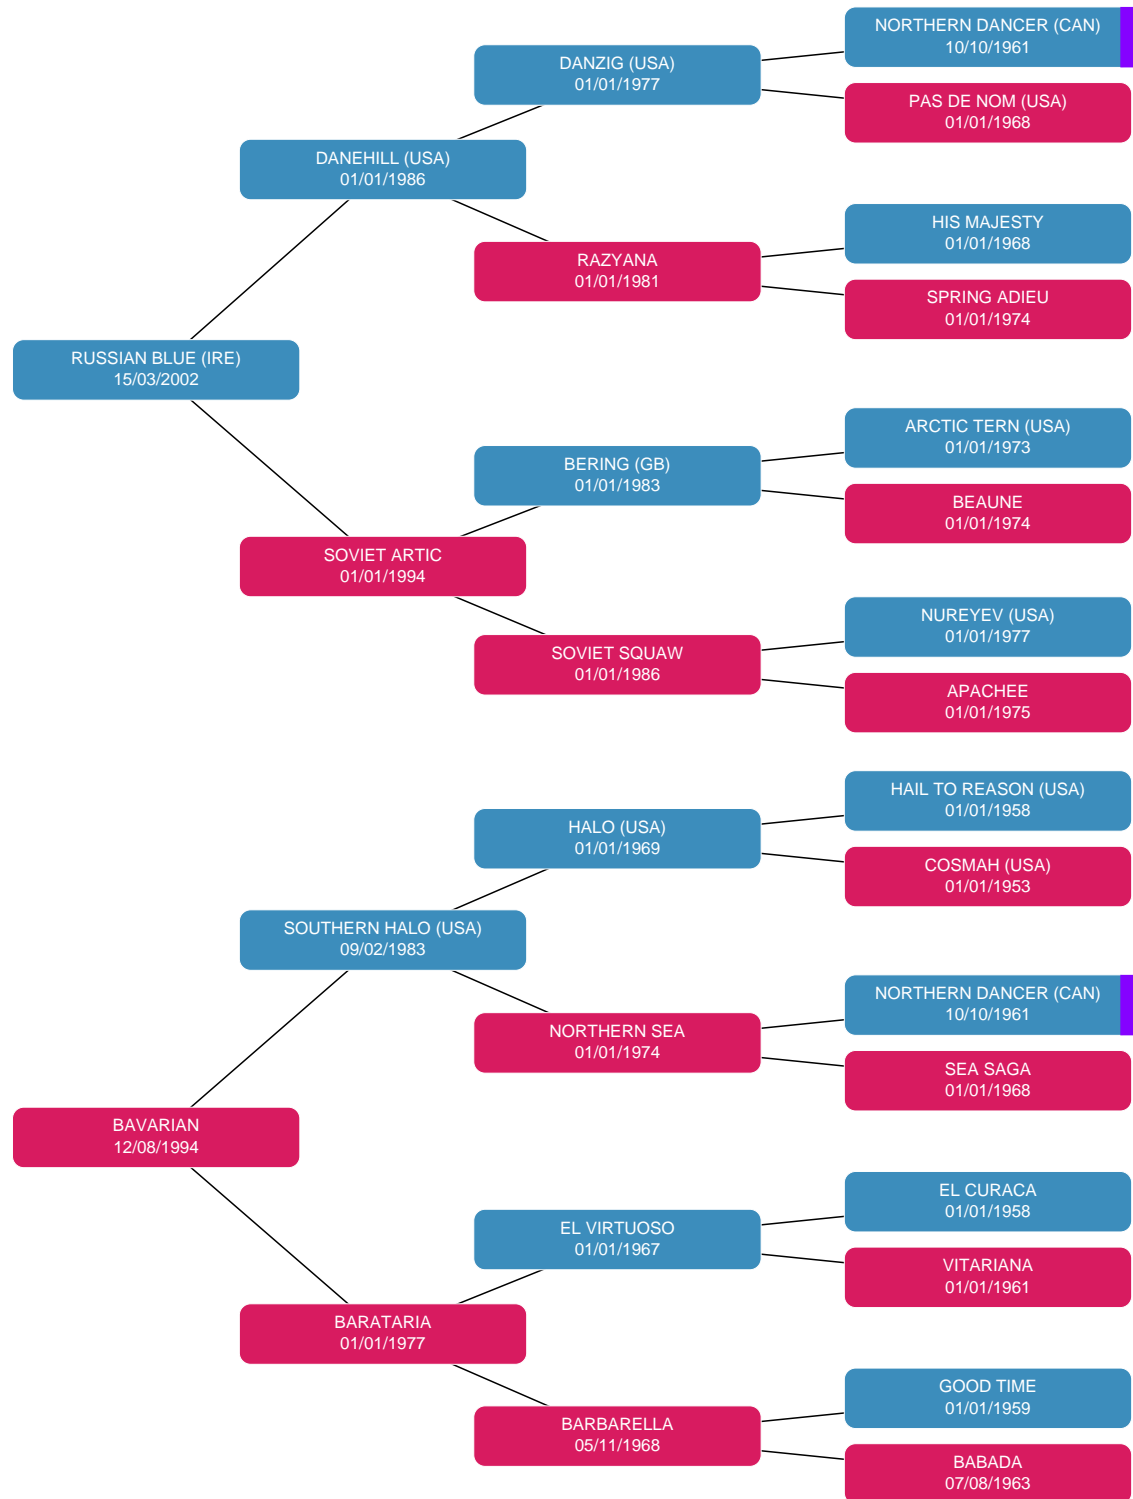 NORTHERN DANCER (CAN)
10/10/1961
DANZIG (USA)
01/01/1977
PAS DE NOM (USA)
01/01/1968
DANEHILL (USA)
01/01/1986
HIS MAJESTY
01/01/1968
RAZYANA
01/01/1981
SPRING ADIEU
01/01/1974
RUSSIAN BLUE (IRE)
15/03/2002
ARCTIC TERN (USA)
01/01/1973
BERING (GB)
01/01/1983
BEAUNE
01/01/1974
SOVIET ARTIC
01/01/1994
NUREYEV (USA)
01/01/1977
SOVIET SQUAW
01/01/1986
APACHEE
01/01/1975
HAIL TO REASON (USA)
01/01/1958
HALO (USA)
01/01/1969
COSMAH (USA)
01/01/1953
SOUTHERN HALO (USA)
09/02/1983
NORTHERN DANCER (CAN)
10/10/1961
NORTHERN SEA
01/01/1974
SEA SAGA
01/01/1968
BAVARIAN
12/08/1994
EL CURACA
01/01/1958
EL VIRTUOSO
01/01/1967
VITARIANA
01/01/1961
BARATARIA
01/01/1977
GOOD TIME
01/01/1959
BARBARELLA
05/11/1968
BABADA
07/08/1963